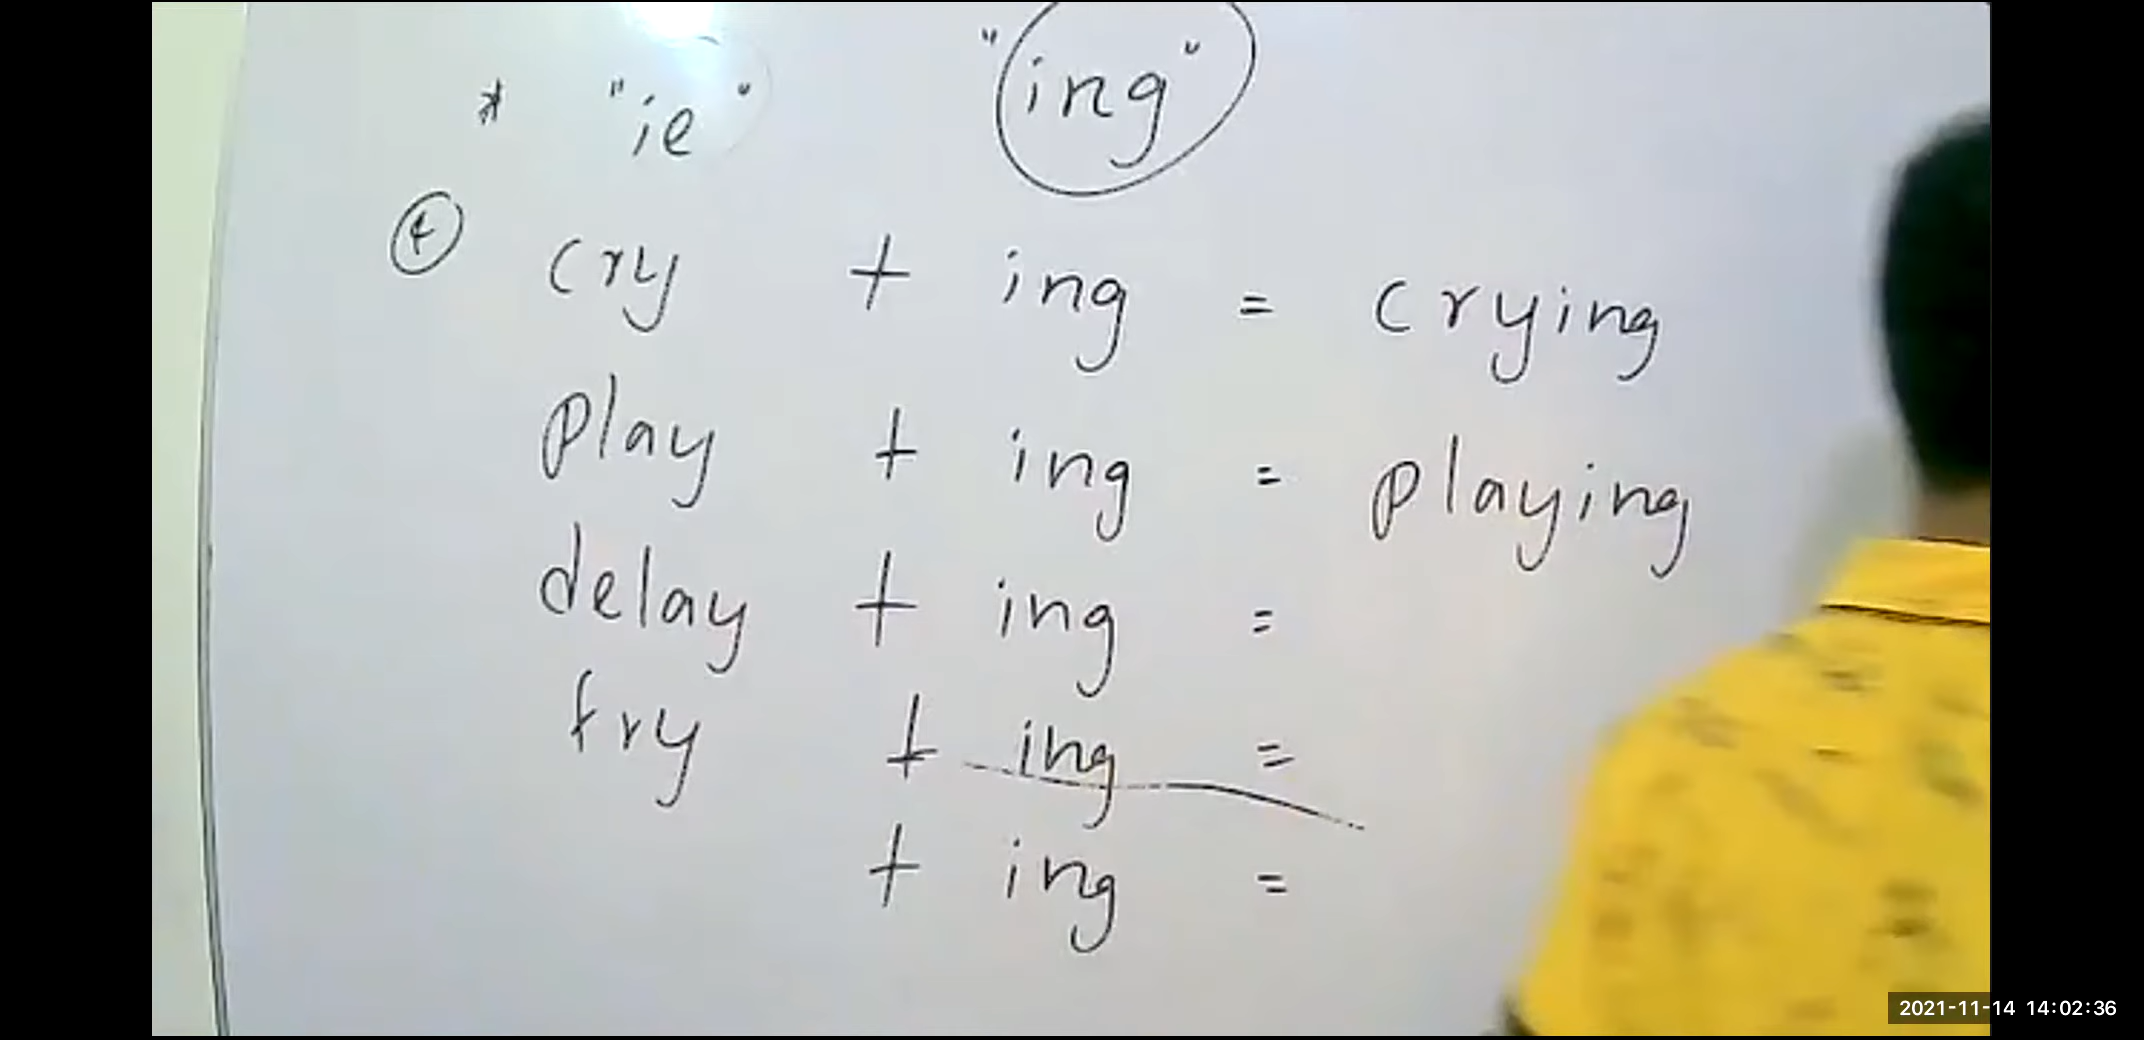 * "ie" "ing"
cry + ing = crying
play + ing = playing
delay + ing =
fry + ing =
+ ing =
2021-11-14 14:02:36